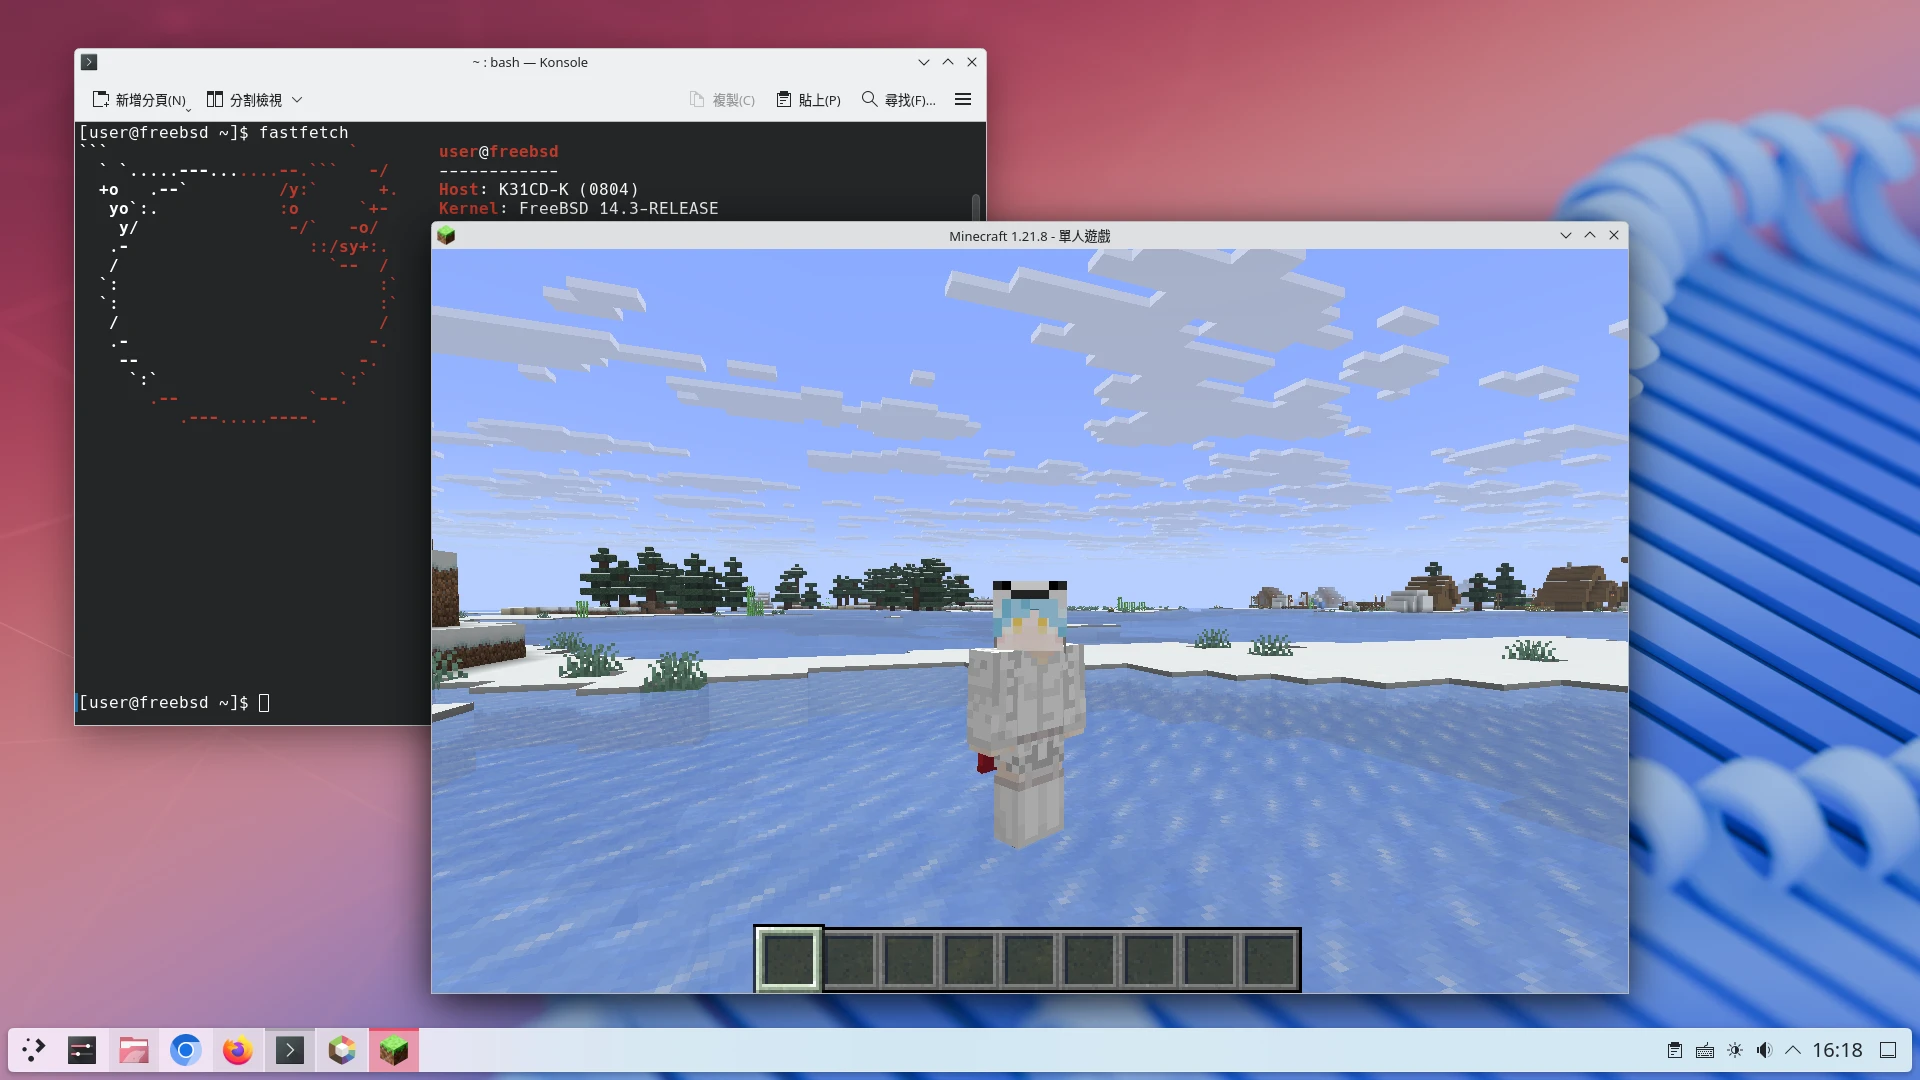 ~ : bash — Konsole
新增分頁(N)
分割檢視
複製(C)
貼上(P)
尋找(F)...
[user@freebsd ~]$ fastfetch
```                        `
  ` `.....---.......--.```   -/
  +o   .--`         /y:`      +.
   yo`:.            :o      `+-
    y/               -/`   -o/
   .-                  ::/sy+:.
   /                     `--  /
  `:                          :`
  `:                          :`
   /                          /
   .-                        -.
    --                      -.
     `:`                  `:`
       .--             `--.
          .---.....----.
user@freebsd
------------
Host: K31CD-K (0804)
Kernel: FreeBSD 14.3-RELEASE
[user@freebsd ~]$
Minecraft 1.21.8 - 單人遊戲
16:18